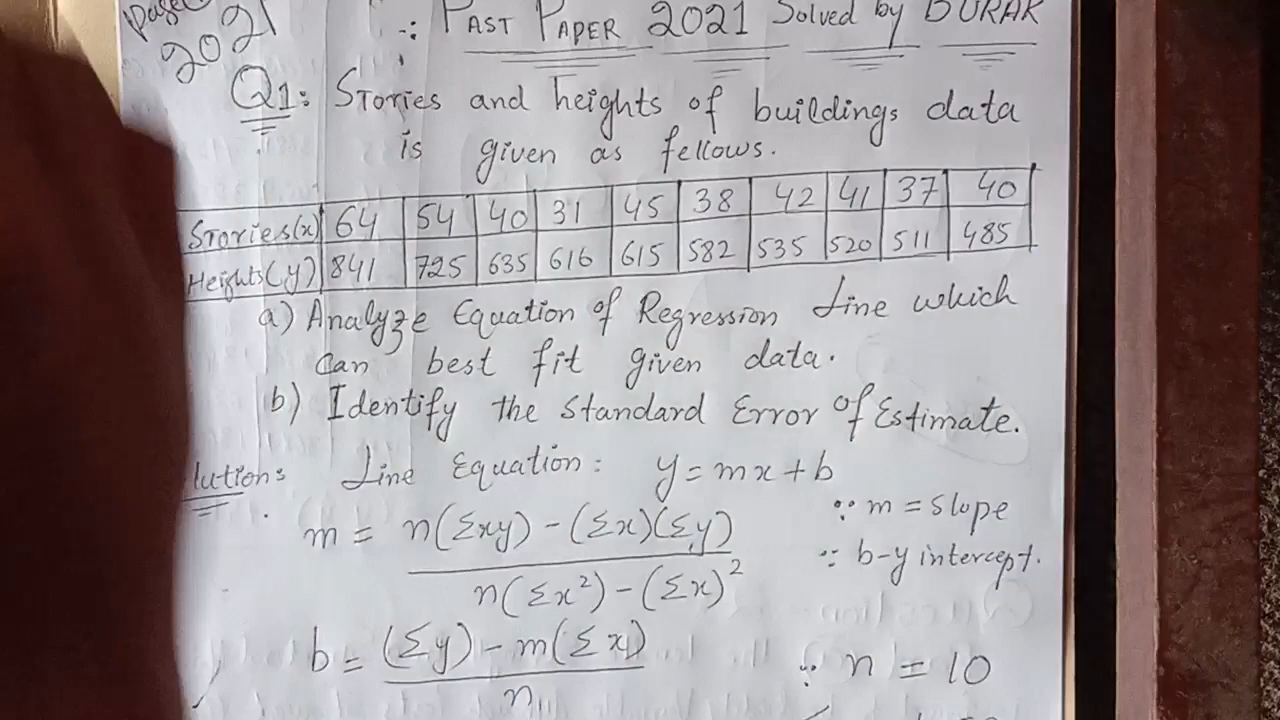 Page
2021
∴ PAST PAPER 2021 Solved by BURAK
Q1: Stories and heights of buildings data
is given as fellows.
Stories(x) 64 54 40 31 45 38 42 41 37 40
Heights(y) 841 725 635 616 615 582 535 520 511 485
a) Analyze Equation of Regression Line which
can best fit given data.
b) Identify the Standard Error of Estimate.
lution: Line Equation: y = mx + b
m = n(Σxy) - (Σx)(Σy) ∵ m = slope
n(Σx²) - (Σx)² ∵ b-y intercept.
b = (Σy) - m(Σx) ∵ n = 10
n